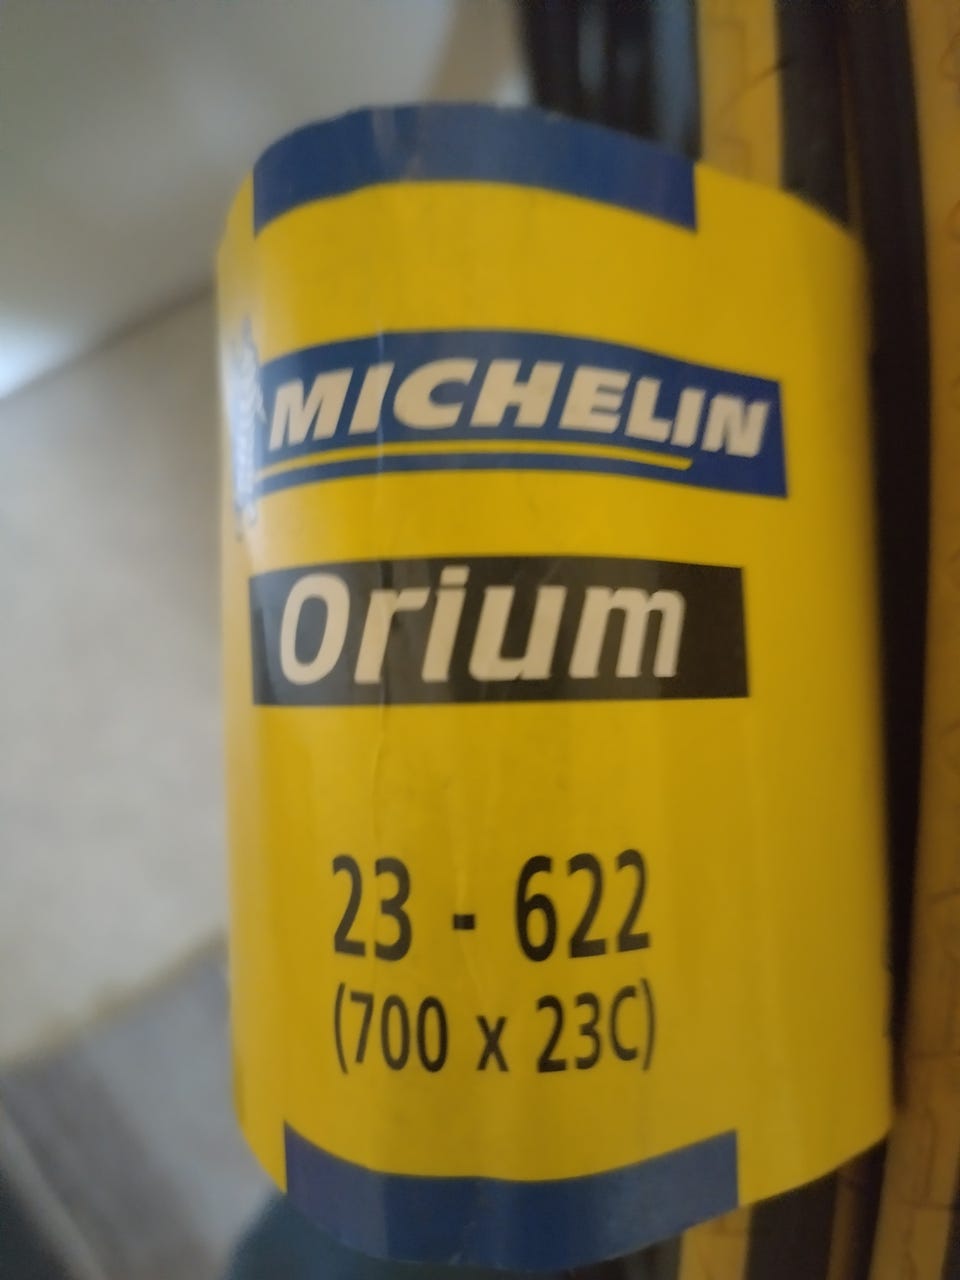 MICHELIN
Orium
23 - 622
(700 x 23C)